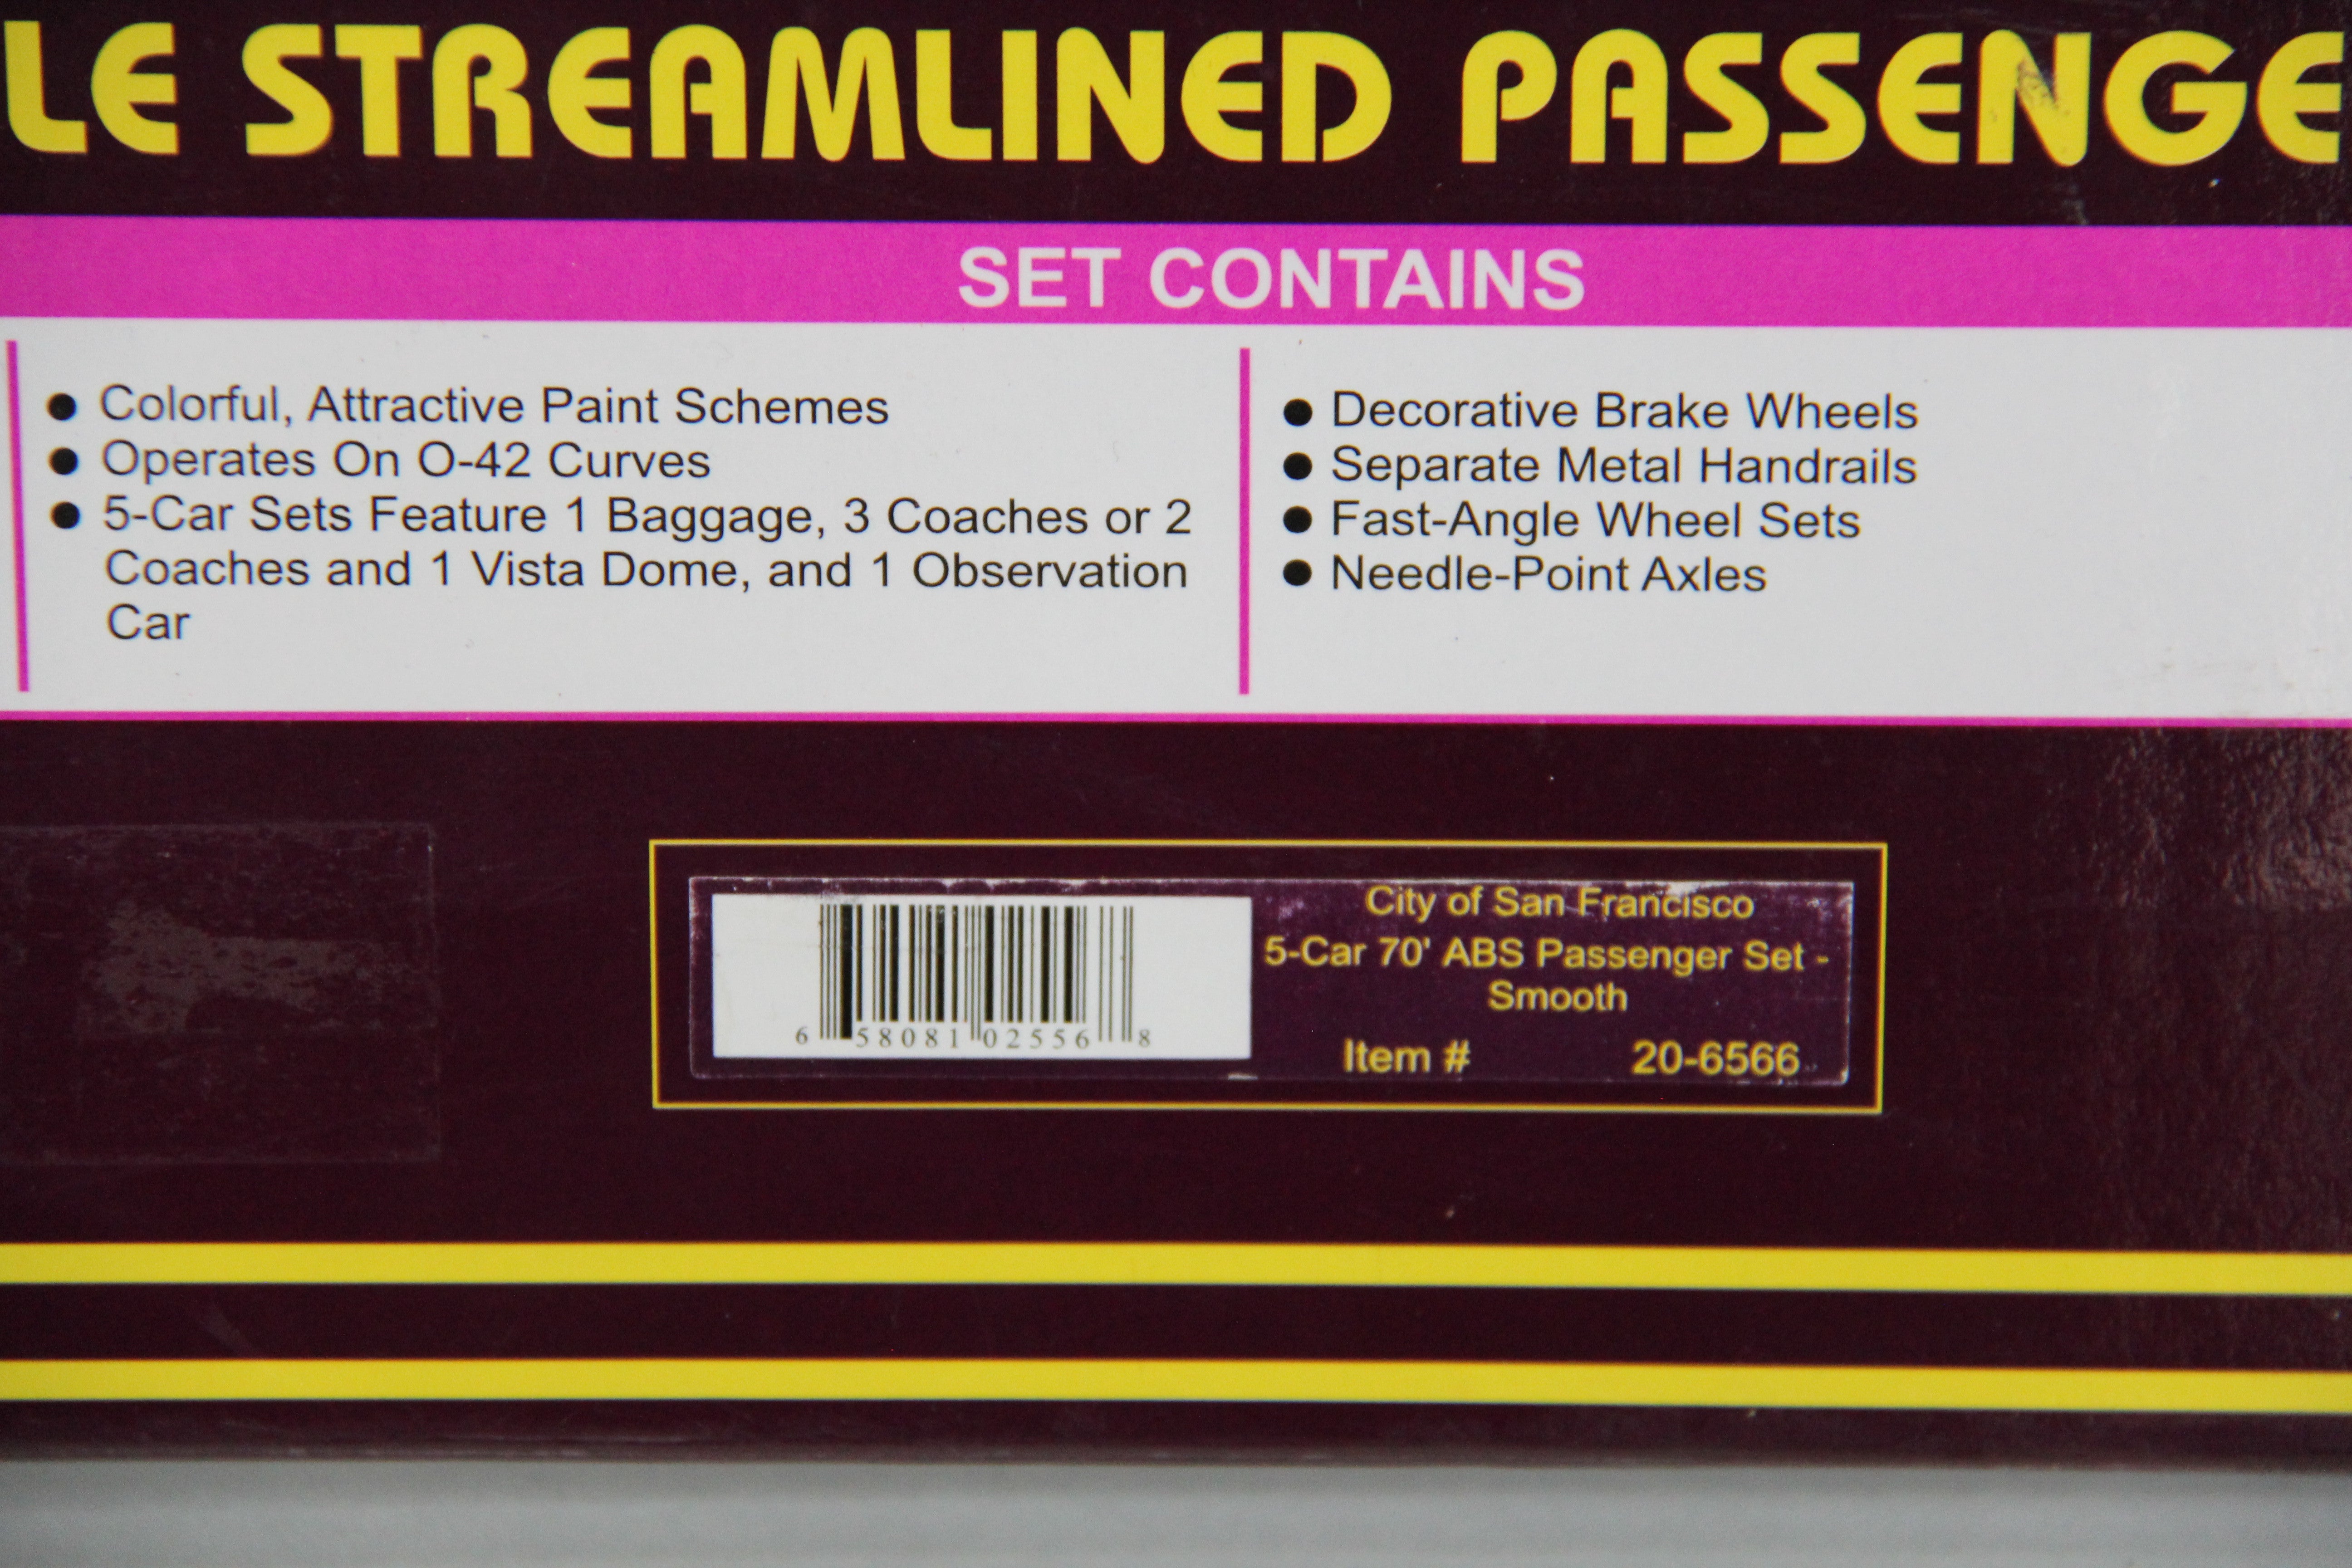 LE STREAMLINED PASSENGE
SET CONTAINS
● Colorful, Attractive Paint Schemes
● Operates On O-42 Curves
● 5-Car Sets Feature 1 Baggage, 3 Coaches or 2
Coaches and 1 Vista Dome, and 1 Observation
Car
● Decorative Brake Wheels
● Separate Metal Handrails
● Fast-Angle Wheel Sets
● Needle-Point Axles
6 58081 02556 8
City of San Francisco
5-Car 70' ABS Passenger Set -
Smooth
Item # 20-6566